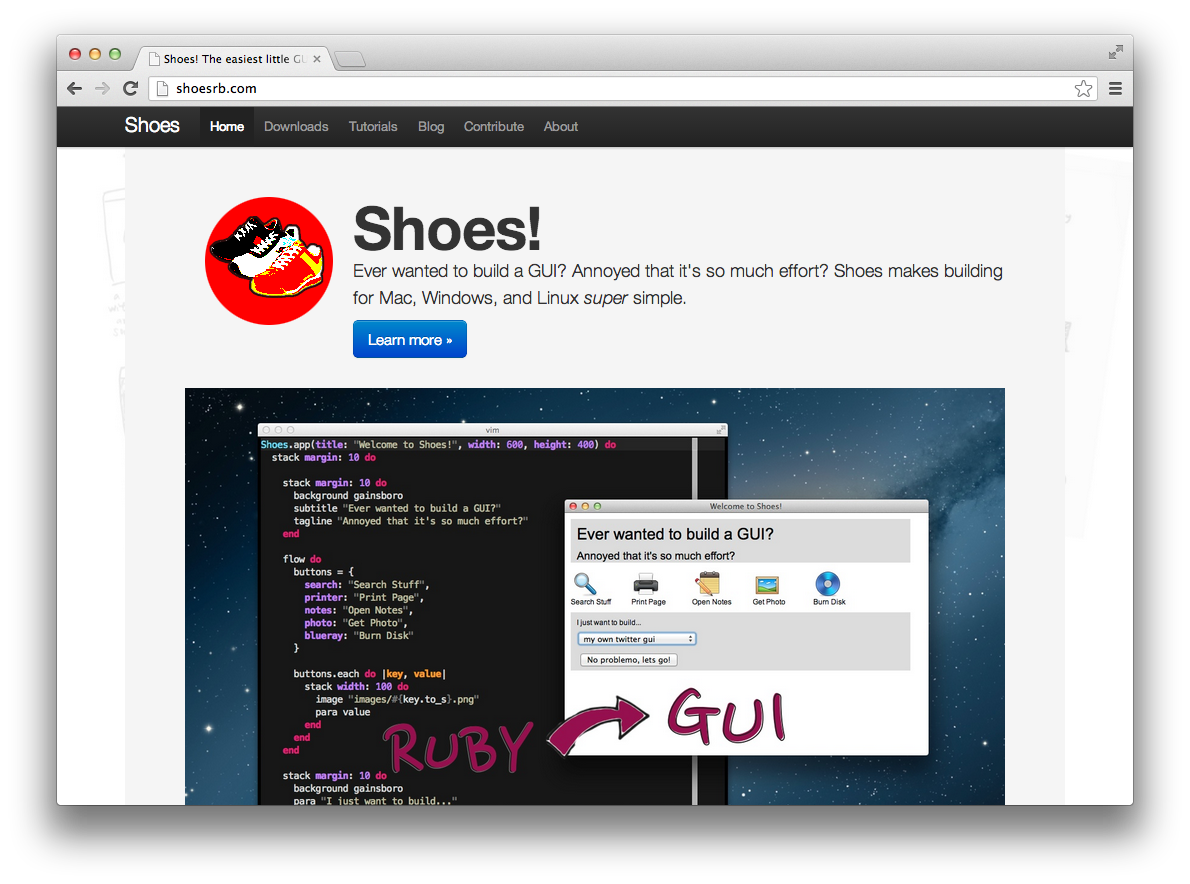 Shoes! The easiest little G
shoesrb.com
Shoes Home Downloads Tutorials Blog Contribute About
Shoes!
Ever wanted to build a GUI? Annoyed that it's so much effort? Shoes makes building
for Mac, Windows, and Linux super simple.
Learn more »
vim
Shoes.app(title: "Welcome to Shoes!", width: 600, height: 400) do
stack margin: 10 do
stack margin: 10 do
background gainsboro
subtitle "Ever wanted to build a GUI?"
tagline "Annoyed that it's so much effort?"
end
flow do
buttons = {
search: "Search Stuff",
printer: "Print Page",
notes: "Open Notes",
photo: "Get Photo",
blueray: "Burn Disk"
}
buttons.each do |key, value|
stack width: 100 do
image "images/#{key.to_s}.png"
para value
end
end
end
stack margin: 10 do
background gainsboro
para "I just want to build..."
Welcome to Shoes!
Ever wanted to build a GUI?
Annoyed that it's so much effort?
Search Stuff Print Page Open Notes Get Photo Burn Disk
I just want to build...
my own twitter gui
No problemo, lets go!
RUBY GUI